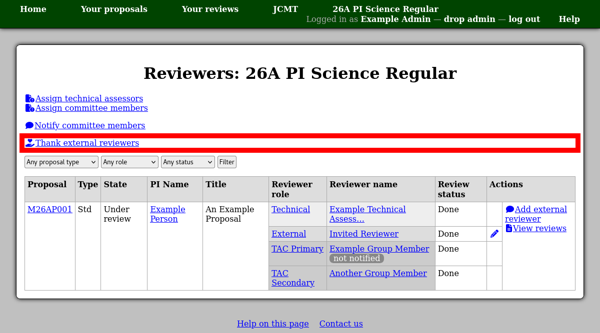 Home Your proposals Your reviews JCMT 26A PI Science Regular
Logged in as Example Admin — drop admin — log out Help
Reviewers: 26A PI Science Regular
Assign technical assessors
Assign committee members
Notify committee members
Thank external reviewers
Any proposal type Any role Any status Filter
Proposal Type State PI Name Title Reviewer role Reviewer name Review status Actions
M26AP001 Std Under review Example Person An Example Proposal
Technical Example Technical Assess… Done
External Invited Reviewer Done
TAC Primary Example Group Member not notified Done
TAC Secondary Another Group Member Done
Add external reviewer
View reviews
Help on this page Contact us